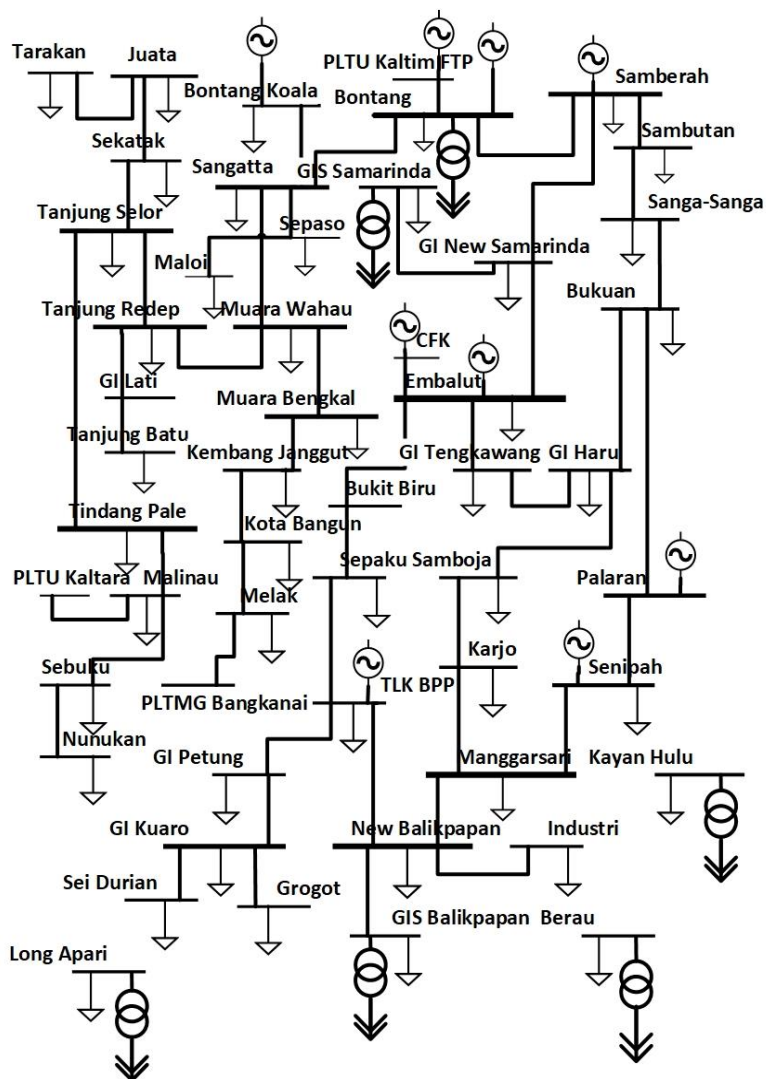 Tarakan
Juata
PLTU Kaltim FTP
Samberah
Bontang Koala
Bontang
Sambutan
Sekatak
Sangatta
GIS Samarinda
Sanga-Sanga
Tanjung Selor
Sepaso
GI New Samarinda
Maloi
Bukuan
Tanjung Redep
Muara Wahau
CFK
GI Lati
Embalut
Muara Bengkal
Tanjung Batu
Kembang Janggut
GI Tengkawang
GI Haru
Bukit Biru
Tindang Pale
Kota Bangun
Sepaku
Samboja
PLTU Kaltara
Malinau
Palaran
Melak
Karjo
Senipah
Sebuku
TLK BPP
PLTMG Bangkanai
Nunukan
GI Petung
Manggarsari
Kayan Hulu
GI Kuaro
New Balikpapan
Industri
Sei Durian
Grogot
GIS Balikpapan
Berau
Long Apari